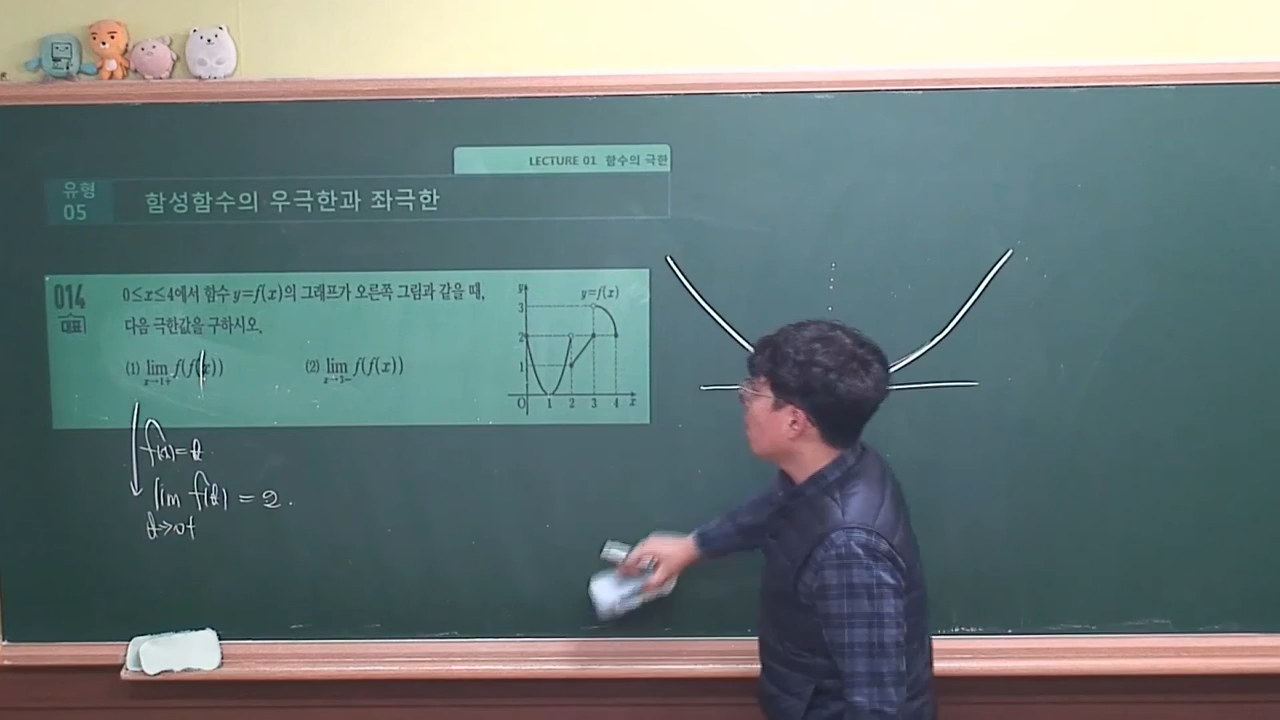 LECTURE 01 함수의 극한
유형 05
합성함수의 우극한과 좌극한
014
대표
0≤x≤4에서 함수 y=f(x)의 그래프가 오른쪽 그림과 같을 때,
다음 극한값을 구하시오.
(1) lim x→1+ f(f(x))
(2) lim x→3− f(f(x))
y
y=f(x)
3
2
1
O 1 2 3 4 x
f(x)=t
lim f(t) = 2.
t→0+